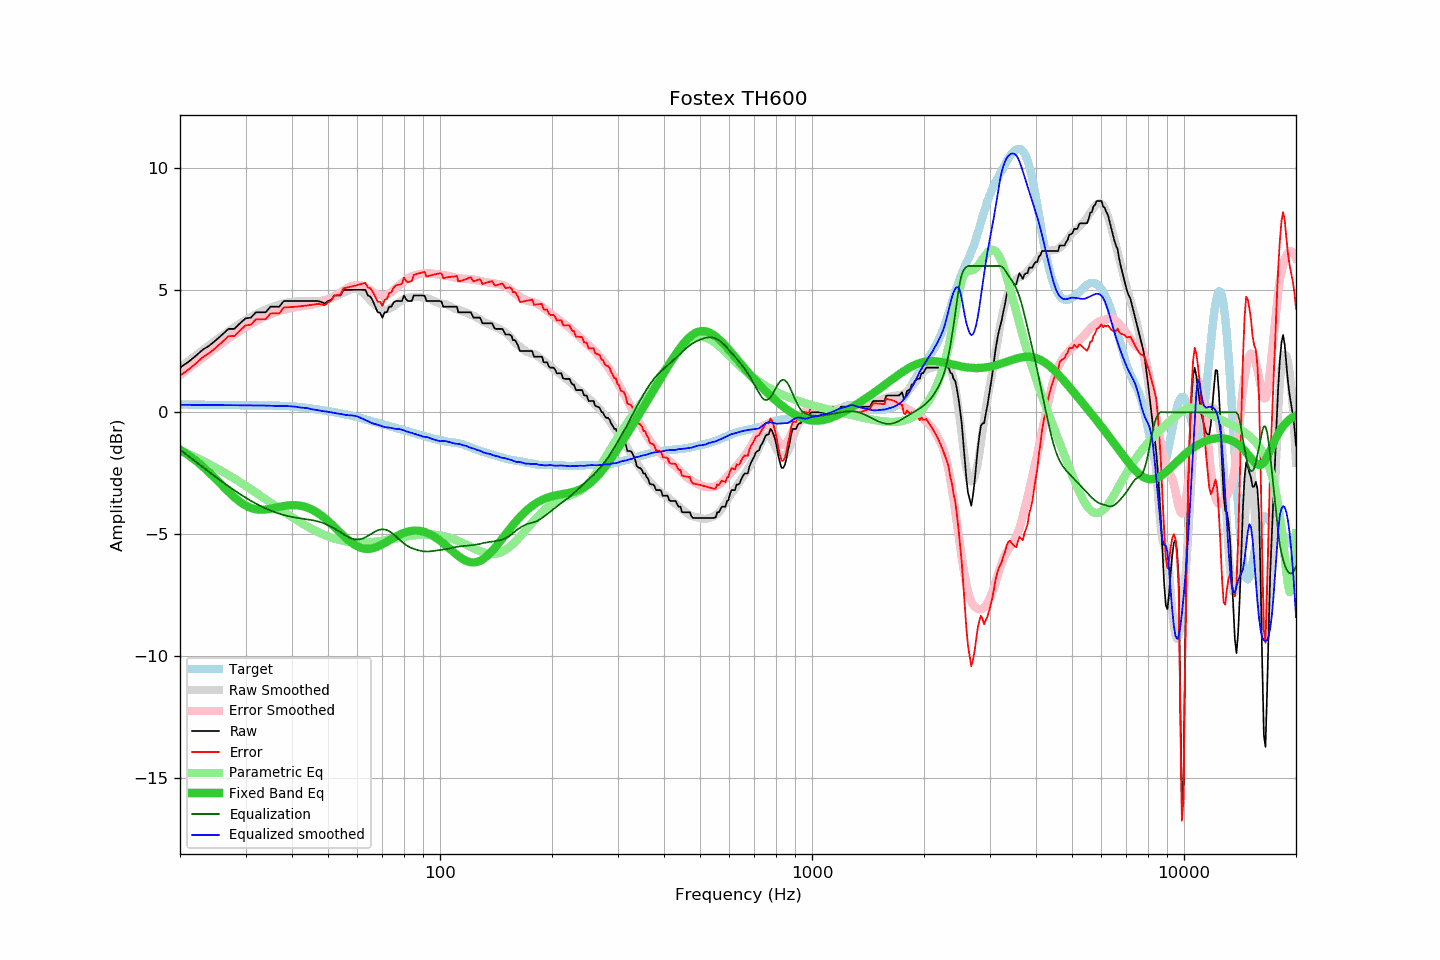 Fostex TH600
Amplitude (dBr)
10
5
0
−5
−10
−15
Target
Raw Smoothed
Error Smoothed
Raw
Error
Parametric Eq
Fixed Band Eq
Equalization
Equalized smoothed
100
1000
10000
Frequency (Hz)